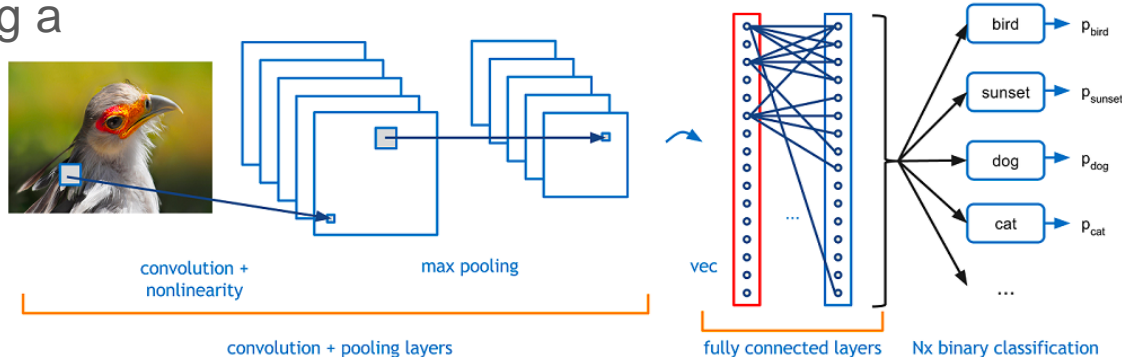 g a
bird
p_bird
sunset
p_sunset
dog
p_dog
cat
p_cat
...
...
convolution +
nonlinearity
max pooling
vec
convolution + pooling layers
fully connected layers
Nx binary classification